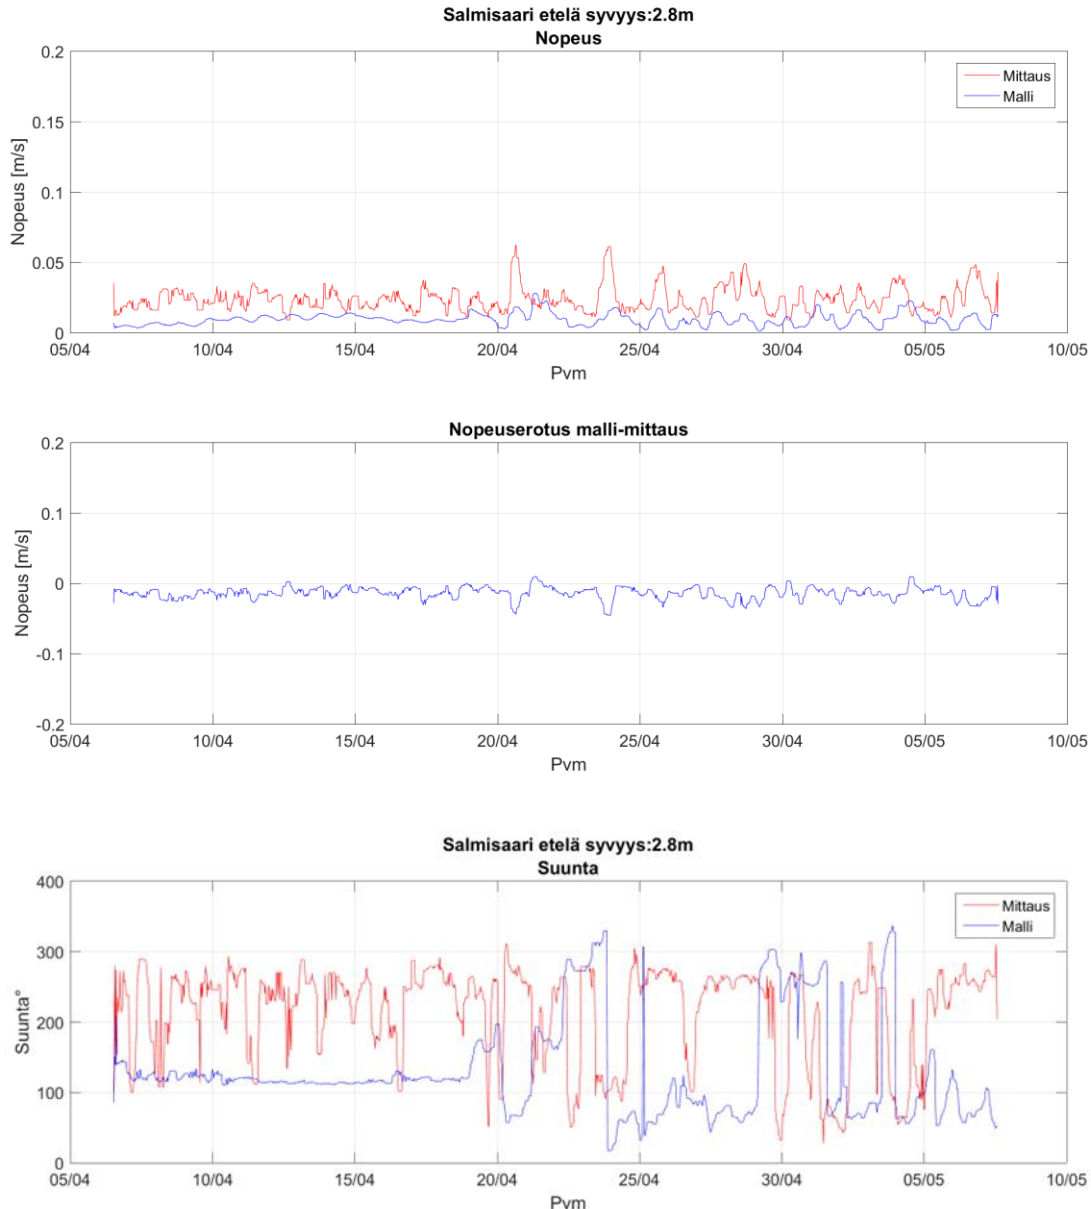 Salmisaari etelä syvyys:2.8m
Nopeus
0.2
0.15
0.1
0.05
0
Nopeus [m/s]
Mittaus
Malli
05/04 10/04 15/04 20/04 25/04 30/04 05/05 10/05
Pvm
Nopeuserotus malli-mittaus
0.2
0.1
0
-0.1
-0.2
Nopeus [m/s]
05/04 10/04 15/04 20/04 25/04 30/04 05/05 10/05
Pvm
Salmisaari etelä syvyys:2.8m
Suunta
400
300
200
100
0
Suunta°
Mittaus
Malli
05/04 10/04 15/04 20/04 25/04 30/04 05/05 10/05
Pvm